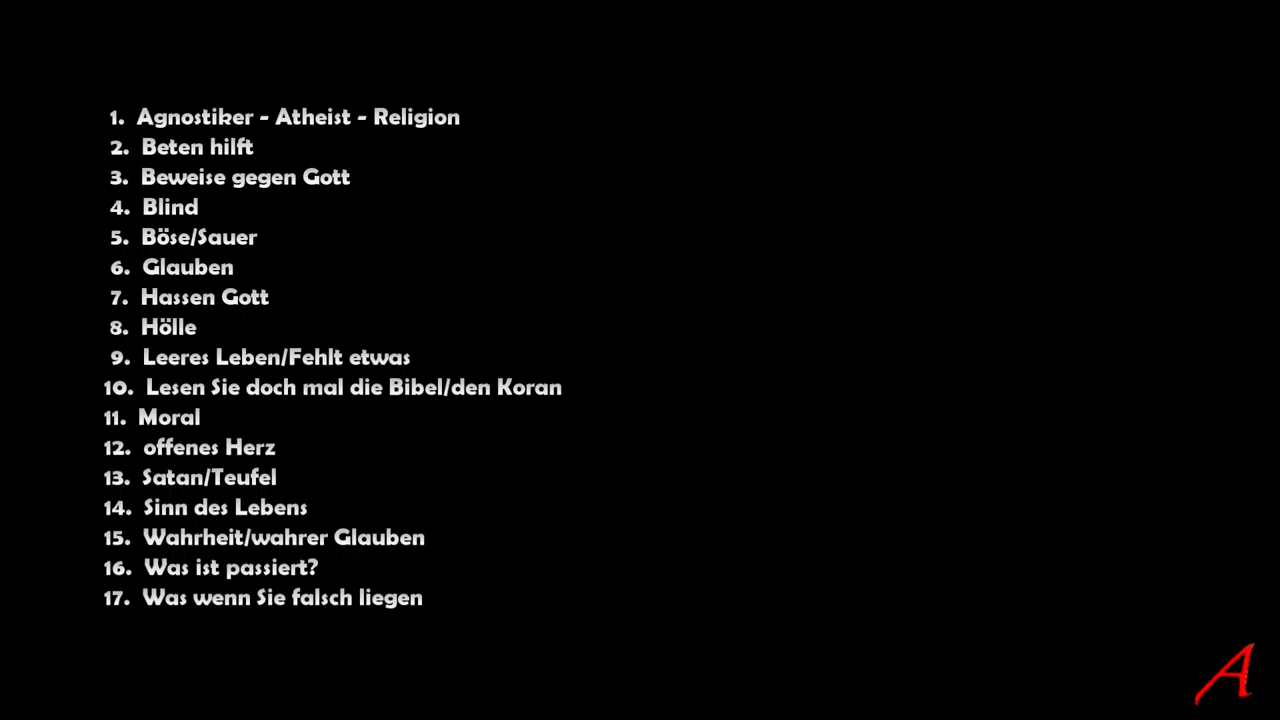 1. Agnostiker - Atheist - Religion
2. Beten hilft
3. Beweise gegen Gott
4. Blind
5. Böse/Sauer
6. Glauben
7. Hassen Gott
8. Hölle
9. Leeres Leben/Fehlt etwas
10. Lesen Sie doch mal die Bibel/den Koran
11. Moral
12. offenes Herz
13. Satan/Teufel
14. Sinn des Lebens
15. Wahrheit/wahrer Glauben
16. Was ist passiert?
17. Was wenn Sie falsch liegen
A